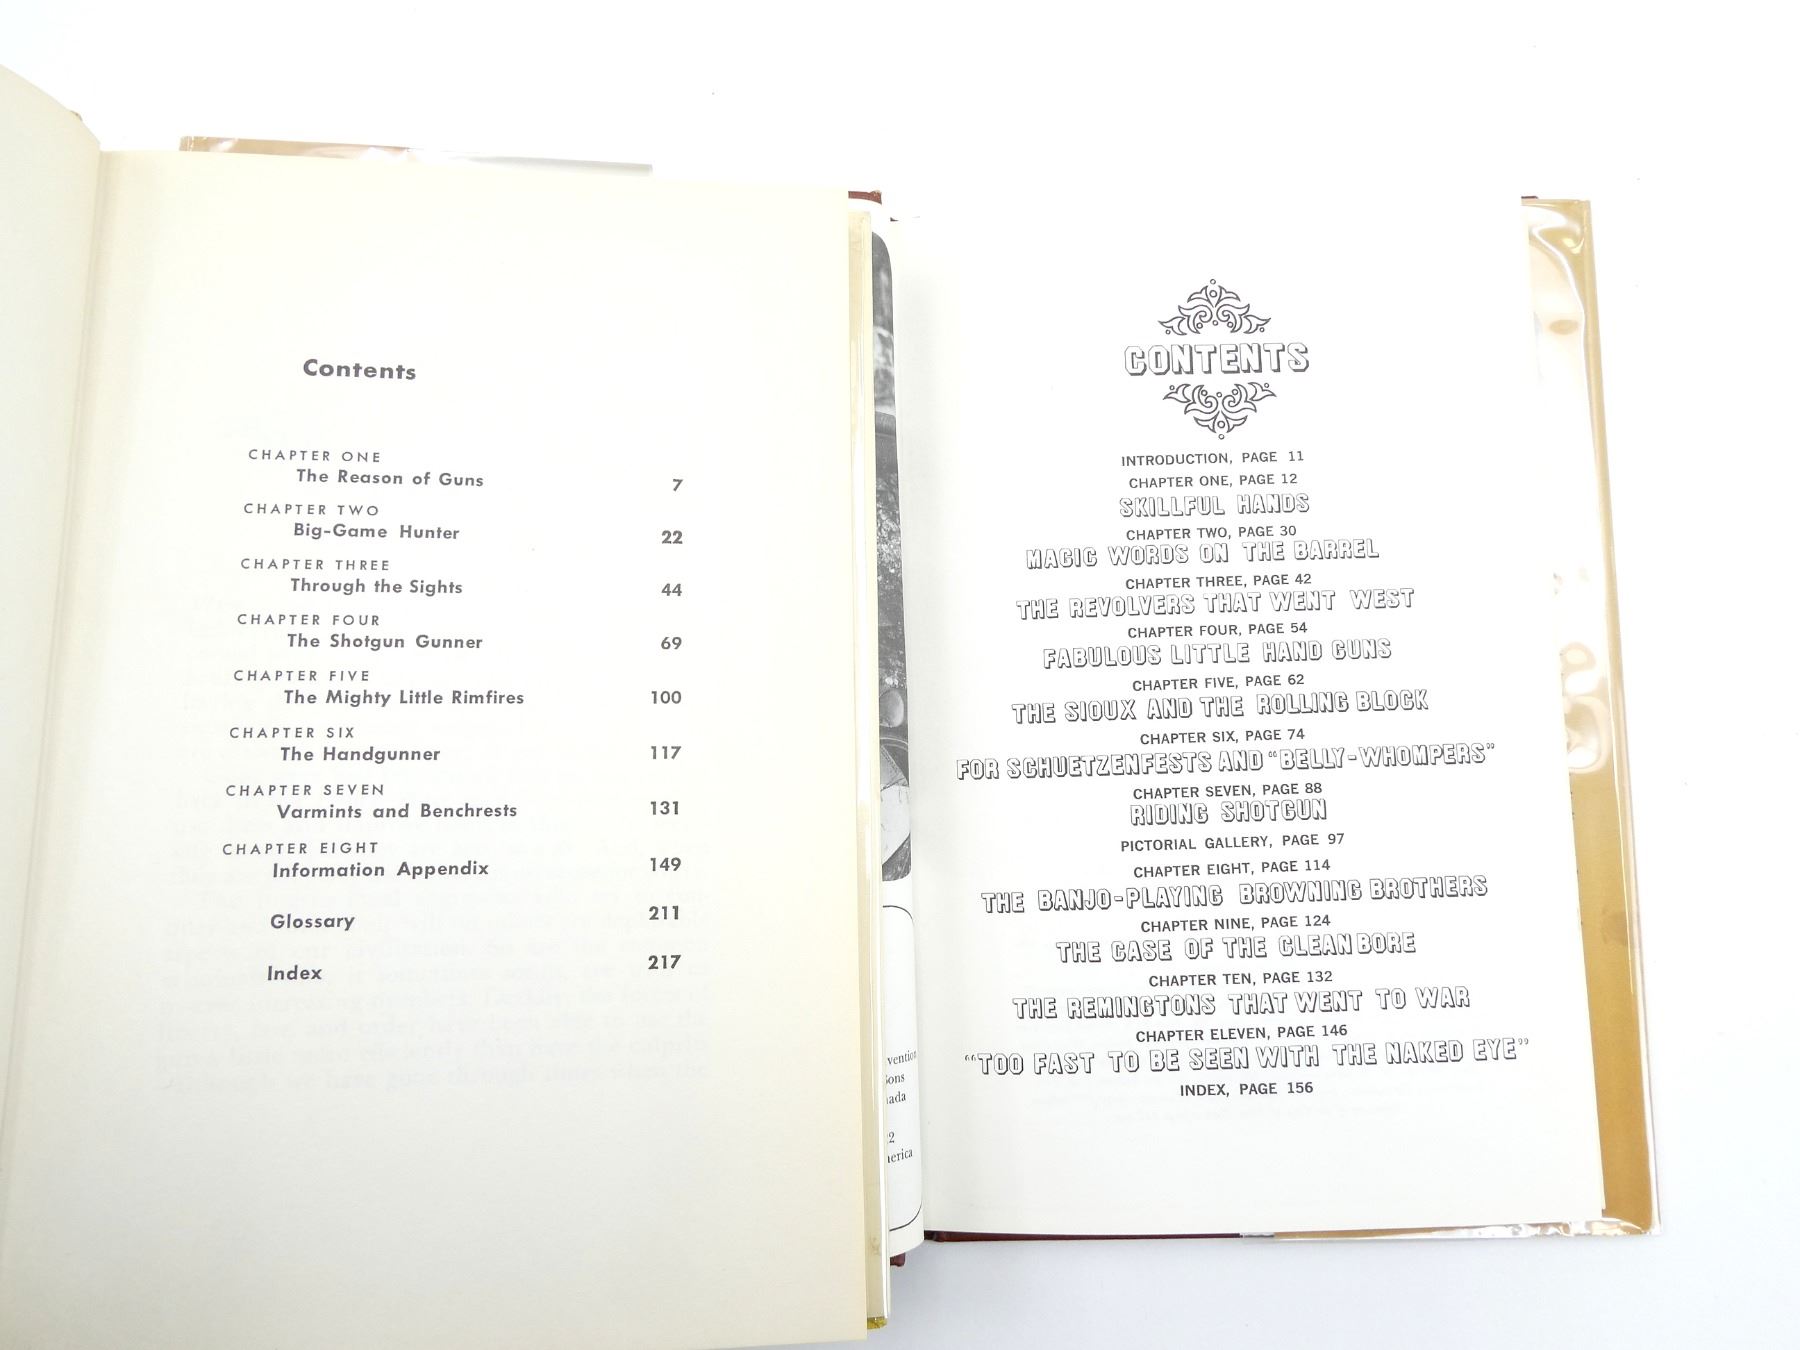 Contents
CHAPTER ONE
The Reason of Guns 7
CHAPTER TWO
Big-Game Hunter 22
CHAPTER THREE
Through the Sights 44
CHAPTER FOUR
The Shotgun Gunner 69
CHAPTER FIVE
The Mighty Little Rimfires 100
CHAPTER SIX
The Handgunner 117
CHAPTER SEVEN
Varmints and Benchrests 131
CHAPTER EIGHT
Information Appendix 149
Glossary 211
Index 217
CONTENTS
INTRODUCTION, PAGE 11
CHAPTER ONE, PAGE 12
SKILLFUL HANDS
CHAPTER TWO, PAGE 30
MAGIC WORDS ON THE BARREL
CHAPTER THREE, PAGE 42
THE REVOLVERS THAT WENT WEST
CHAPTER FOUR, PAGE 54
FABULOUS LITTLE HAND GUNS
CHAPTER FIVE, PAGE 62
THE SIOUX AND THE ROLLING BLOCK
CHAPTER SIX, PAGE 74
FOR SCHUETZENFESTS AND "BELLY-WHOMPERS"
CHAPTER SEVEN, PAGE 88
RIDING SHOTGUN
PICTORIAL GALLERY, PAGE 97
CHAPTER EIGHT, PAGE 114
THE BANJO-PLAYING BROWNING BROTHERS
CHAPTER NINE, PAGE 124
THE CASE OF THE CLEANBORE
CHAPTER TEN, PAGE 132
THE REMINGTONS THAT WENT TO WAR
CHAPTER ELEVEN, PAGE 146
"TOO FAST TO BE SEEN WITH THE NAKED EYE"
INDEX, PAGE 156